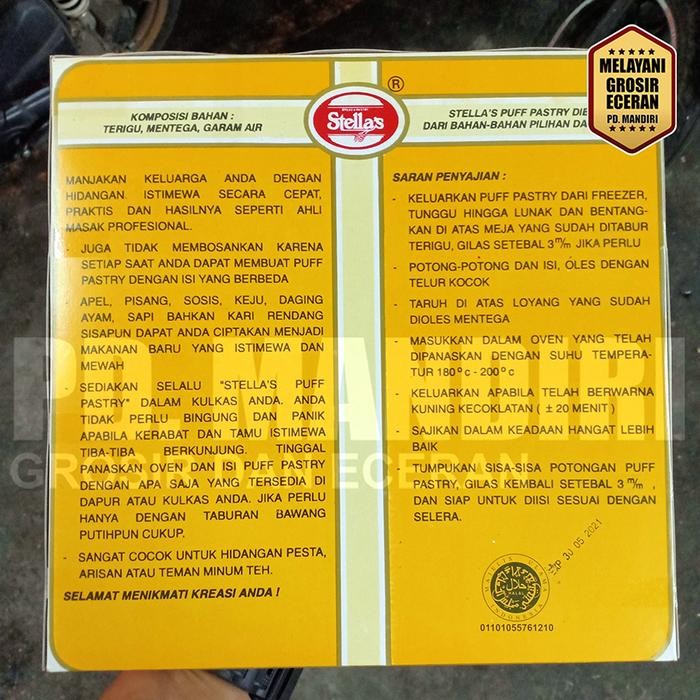 MELAYANI
GROSIR
ECERAN
PD. MANDIRI
Stella's
®
KOMPOSISI BAHAN :
TERIGU, MENTEGA, GARAM AIR
STELLA'S PUFF PASTRY
DARI BAHAN-BAHAN PILIHAN
MANJAKAN KELUARGA ANDA DENGAN
HIDANGAN ISTIMEWA SECARA CEPAT,
PRAKTIS DAN HASILNYA SEPERTI AHLI
MASAK PROFESIONAL.
- JUGA TIDAK MEMBOSANKAN KARENA
SETIAP SAAT ANDA DAPAT MEMBUAT PUFF
PASTRY DENGAN ISI YANG BERBEDA
- APEL, PISANG, SOSIS, KEJU, DAGING
AYAM, SAPI BAHKAN KARI RENDANG
SISAPUN DAPAT ANDA CIPTAKAN MENJADI
MAKANAN BARU YANG ISTIMEWA DAN
MEWAH
- SEDIAKAN SELALU "STELLA'S PUFF
PASTRY" DALAM KULKAS ANDA. ANDA
TIDAK PERLU BINGUNG DAN PANIK
APABILA KERABAT DAN TAMU ISTIMEWA
TIBA-TIBA BERKUNJUNG. TINGGAL
PANASKAN OVEN DAN ISI PUFF PASTRY
DENGAN APA SAJA YANG TERSEDIA DI
DAPUR ATAU KULKAS ANDA. JIKA PERLU
HANYA DENGAN TABURAN BAWANG
PUTIHPUN CUKUP.
- SANGAT COCOK UNTUK HIDANGAN PESTA,
ARISAN ATAU TEMAN MINUM TEH.
SELAMAT MENIKMATI KREASI ANDA !
SARAN PENYAJIAN :
- KELUARKAN PUFF PASTRY DARI FREEZER,
TUNGGU HINGGA LUNAK DAN BENTANG-
KAN DI ATAS MEJA YANG SUDAH DITABUR
TERIGU, GILAS SETEBAL 3 m/m JIKA PERLU
- POTONG-POTONG DAN ISI, OLES DENGAN
TELUR KOCOK
- TARUH DI ATAS LOYANG YANG SUDAH
DIOLES MENTEGA
- MASUKKAN DALAM OVEN YANG TELAH
DIPANASKAN DENGAN SUHU TEMPERA-
TUR 180°c - 200°c
- KELUARKAN APABILA TELAH BERWARNA
KUNING KECOKLATAN ( ± 20 MENIT )
- SAJIKAN DALAM KEADAAN HANGAT LEBIH
BAIK
- TUMPUKAN SISA-SISA POTONGAN PUFF
PASTRY, GILAS KEMBALI SETEBAL 3 m/m ,
DAN SIAP UNTUK DIISI SESUAI DENGAN
SELERA.
EXP 30 05 2021
MAJELIS ULAMA INDONESIA
حلال
HALAL
01101055761210
PD. MANDIRI
GROSIR DAN ECERAN